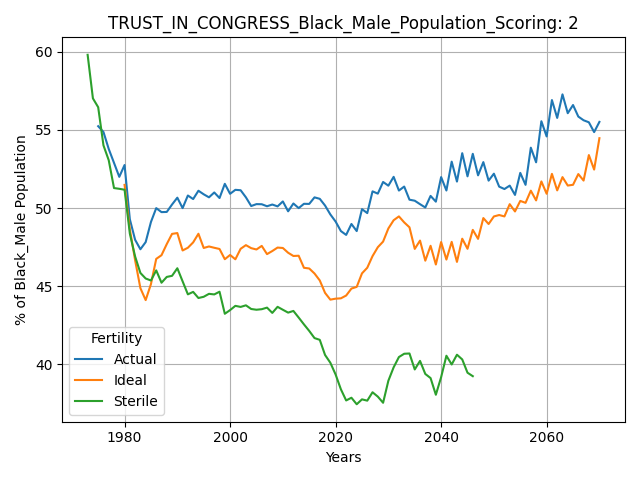 TRUST_IN_CONGRESS_Black_Male_Population_Scoring: 2
% of Black_Male Population
60
55
50
45
40
Fertility
Actual
Ideal
Sterile
1980
2000
2020
2040
2060
Years